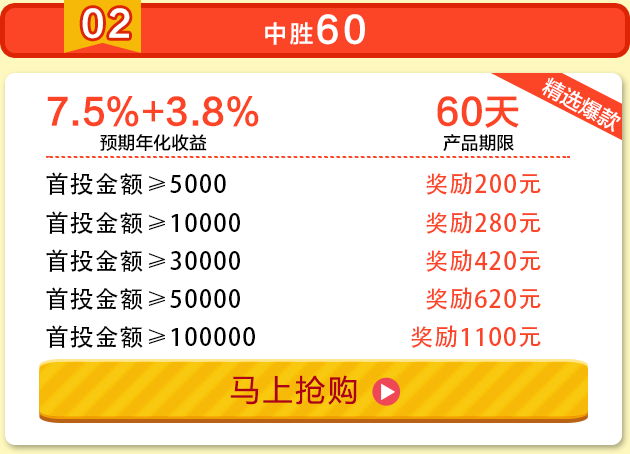 02
中胜60
精选爆款
7.5%+3.8%
60天
预期年化收益
产品期限
首投金额≥5000 奖励200元
首投金额≥10000 奖励280元
首投金额≥30000 奖励420元
首投金额≥50000 奖励620元
首投金额≥100000 奖励1100元
马上抢购